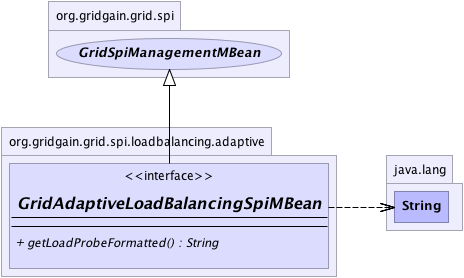 org.gridgain.grid.spi
GridSpiManagementMBean
org.gridgain.grid.spi.loadbalancing.adaptive
<<interface>>
GridAdaptiveLoadBalancingSpiMBean
+ getLoadProbeFormatted() : String
java.lang
String